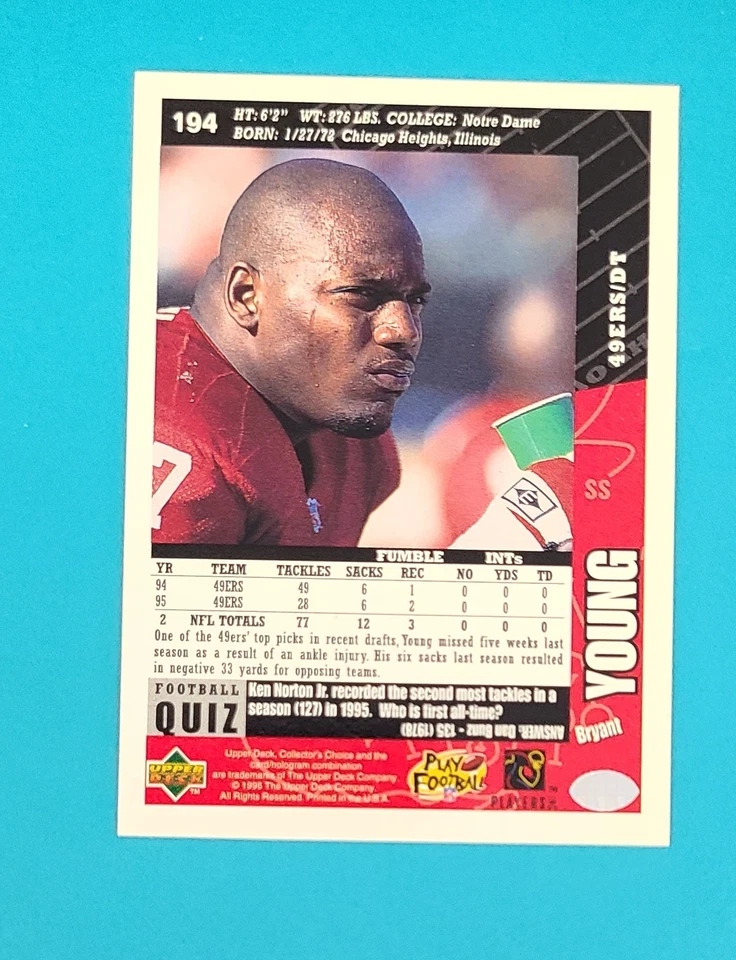 194 HT: 6'2" WT: 276 LBS. COLLEGE: Notre Dame
BORN: 1/27/72 Chicago Heights, Illinois
49ERS/DT
SS
7
FUMBLE INTs
YR TEAM TACKLES SACKS REC NO YDS TD
94 49ERS 49 6 1 0 0 0
95 49ERS 28 6 2 0 0 0
2 NFL TOTALS 77 12 3 0 0 0
One of the 49ers' top picks in recent drafts, Young missed five weeks last
season as a result of an ankle injury. His six sacks last season resulted
in negative 33 yards for opposing teams.
Bryant
YOUNG
FOOTBALL
QUIZ
Ken Norton Jr. recorded the second most tackles in a
season (127) in 1995. Who is first all-time?
ANSWER. Dan Bunz - 135 (1978)
UPPER
DECK
TM
Upper Deck, Collector's Choice and the
card/hologram combination
are trademarks of The Upper Deck Company.
© 1996 The Upper Deck Company.
All Rights Reserved. Printed in the U.S.A.
PLAY
FOOTBALL
PLAYERS
TM